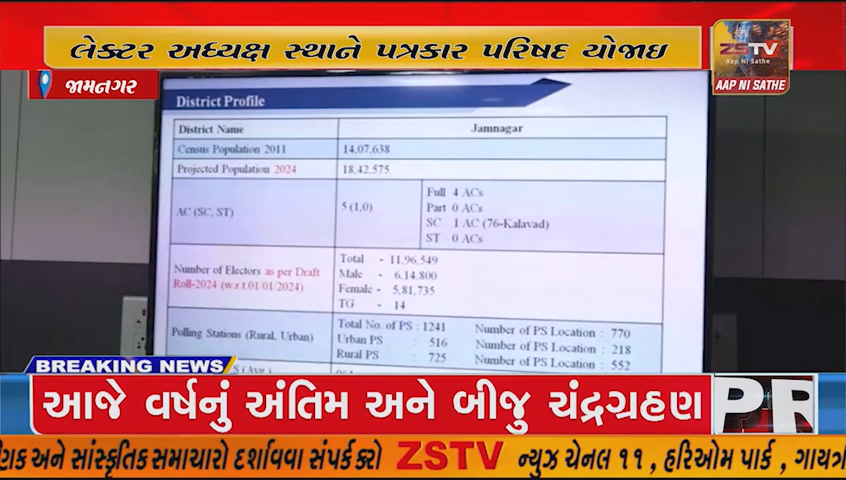 લેક્ટર અધ્યક્ષ સ્થાને પત્રકાર પરિષદ યોજાઇ
ZSTV
Aap Ni Sathe
AAP NI SATHE
જામનગર
District Profile
District Name Jamnagar
Census Population 2011 14,07,638
Projected Population 2024 18,42,575
AC (SC, ST) 5 (1,0)
Full 4 ACs
Part 0 ACs
SC 1 AC (76-Kalavad)
ST 0 ACs
Number of Electors as per Draft
Roll-2024 (w.r.t.01/01/2024)
Total - 11,96,549
Male - 6,14,800
Female - 5,81,735
TG - 14
Polling Stations (Rural, Urban)
Total No. of PS : 1241 Number of PS Location : 770
Urban PS : 516 Number of PS Location : 218
Rural PS : 725 Number of PS Location : 552
BREAKING NEWS
આજે વર્ષનું અંતિમ અને બીજુ ચંદ્રગ્રહણ
PR
અને સાંસ્કૃતિક સમાચારો દર્શાવવા સંપર્ક કરો ZSTV ન્યુઝ ચેનલ ૧૧ , હરિઓમ પાર્ક , ગાયત્રી